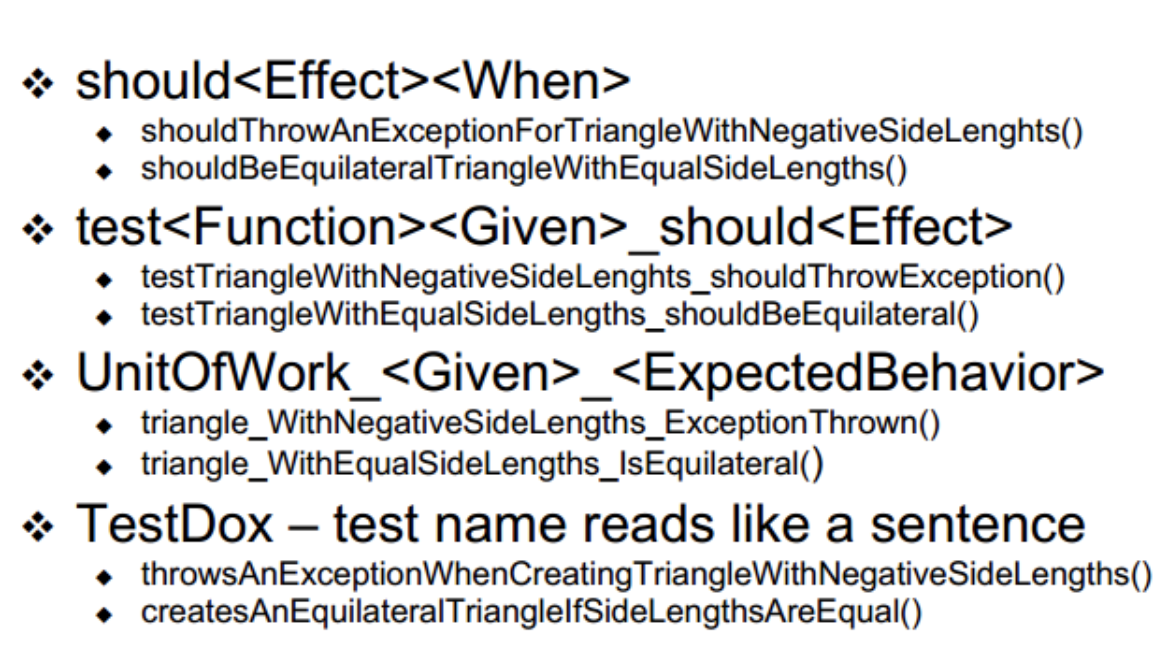 ❖ should<Effect><When>
◆ shouldThrowAnExceptionForTriangleWithNegativeSideLenghts()
◆ shouldBeEquilateralTriangleWithEqualSideLengths()
❖ test<Function><Given>_should<Effect>
◆ testTriangleWithNegativeSideLenghts_shouldThrowException()
◆ testTriangleWithEqualSideLengths_shouldBeEquilateral()
❖ UnitOfWork_<Given>_<ExpectedBehavior>
◆ triangle_WithNegativeSideLengths_ExceptionThrown()
◆ triangle_WithEqualSideLengths_IsEquilateral()
❖ TestDox – test name reads like a sentence
◆ throwsAnExceptionWhenCreatingTriangleWithNegativeSideLengths()
◆ createsAnEquilateralTriangleIfSideLengthsAreEqual()